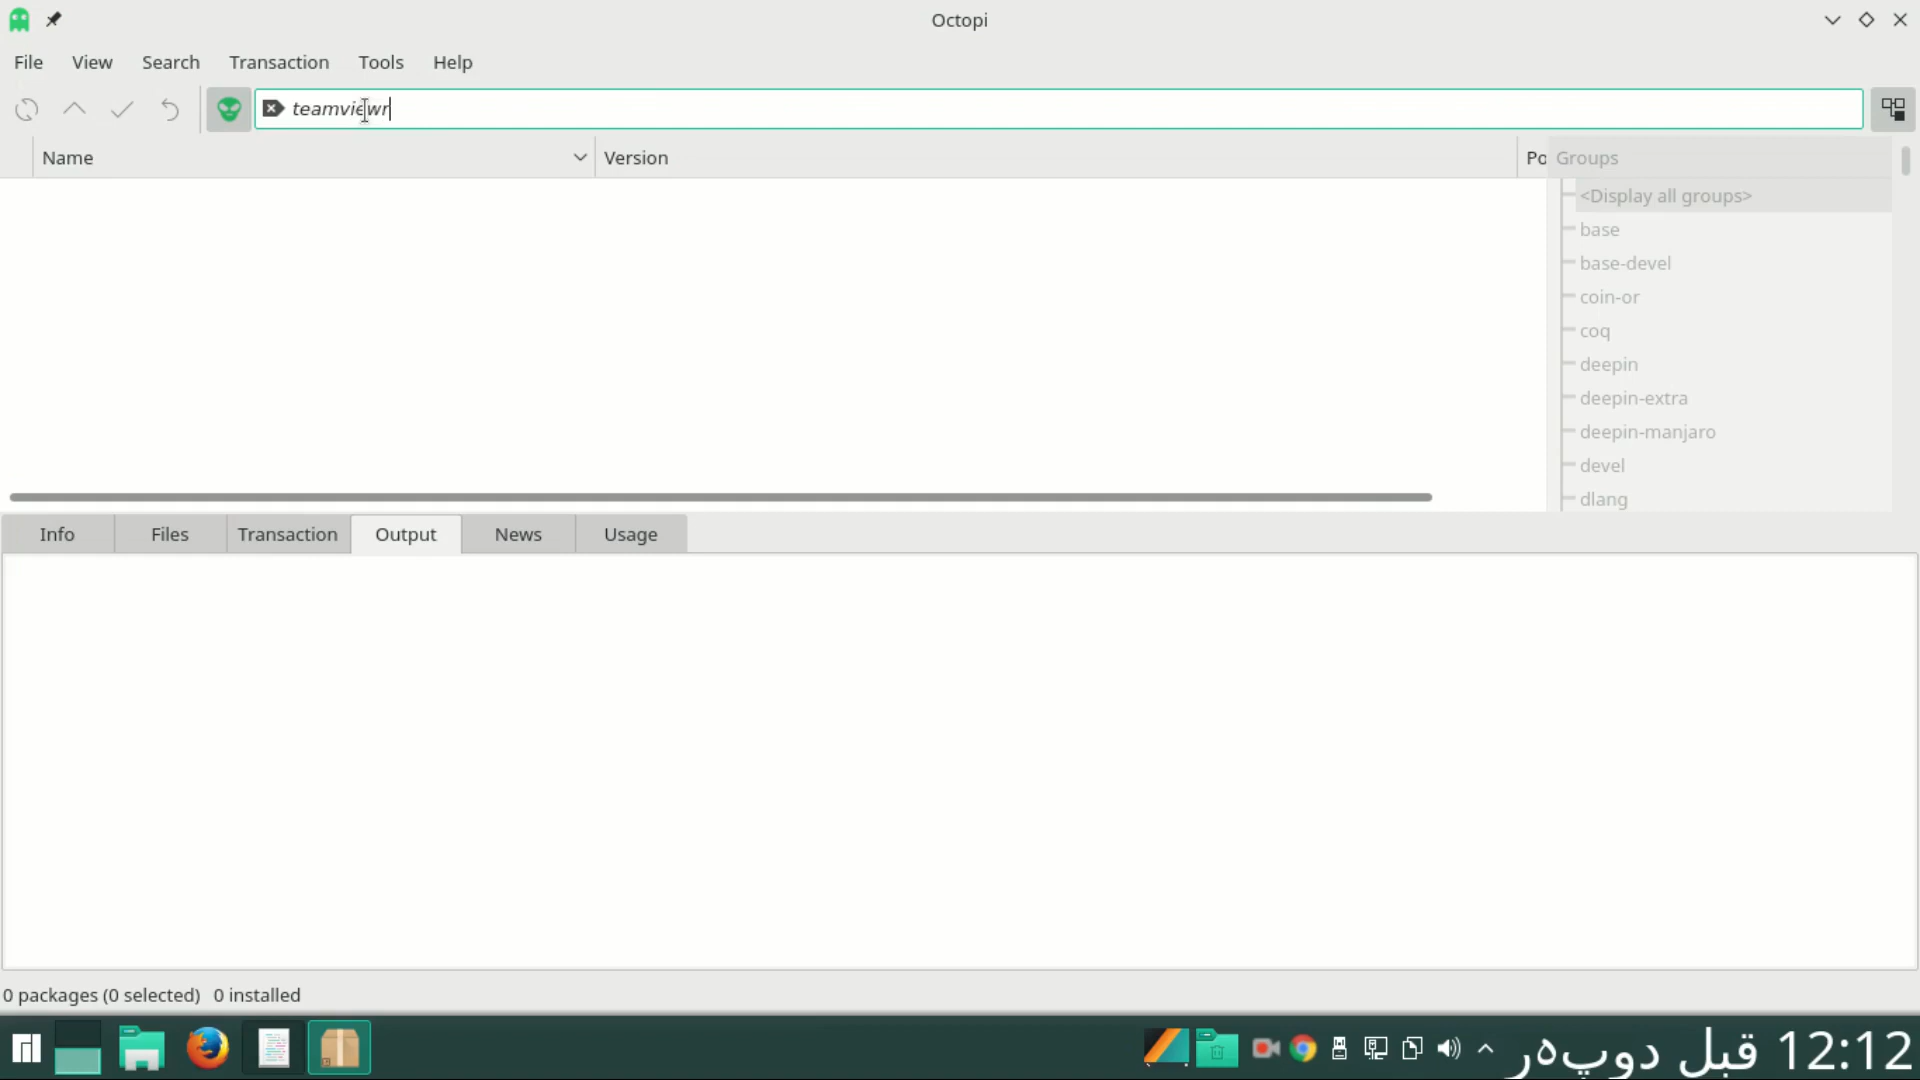 Octopi
File View Search Transaction Tools Help
teamviewr
Name Version Po Groups
<Display all groups>
base
base-devel
coin-or
coq
deepin
deepin-extra
deepin-manjaro
devel
dlang
Info Files Transaction Output News Usage
0 packages (0 selected) 0 installed
12:12 قبل دوپەر